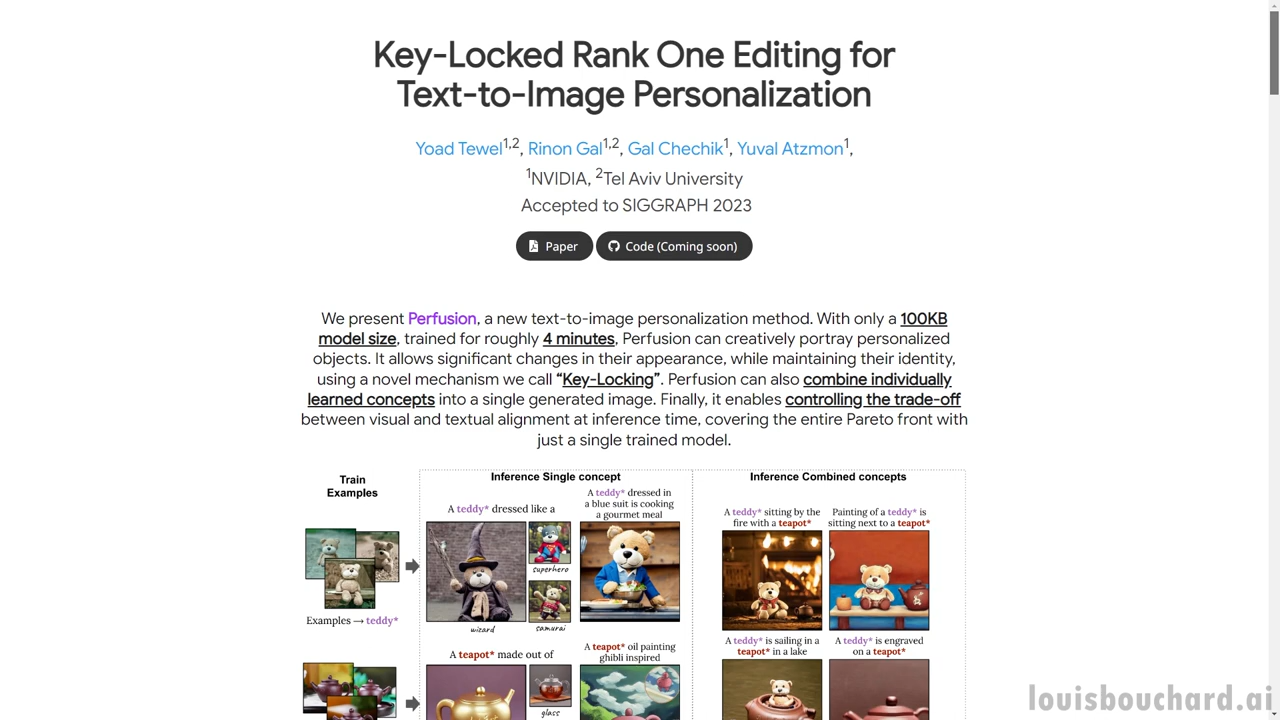 Key-Locked Rank One Editing for
Text-to-Image Personalization
Yoad Tewel1,2, Rinon Gal1,2, Gal Chechik1, Yuval Atzmon1,
1NVIDIA, 2Tel Aviv University
Accepted to SIGGRAPH 2023
Paper
Code (Coming soon)
We present Perfusion, a new text-to-image personalization method. With only a 100KB
model size, trained for roughly 4 minutes, Perfusion can creatively portray personalized
objects. It allows significant changes in their appearance, while maintaining their identity,
using a novel mechanism we call “Key-Locking”. Perfusion can also combine individually
learned concepts into a single generated image. Finally, it enables controlling the trade-off
between visual and textual alignment at inference time, covering the entire Pareto front with
just a single trained model.
Train
Examples
Examples → teddy*
Inference Single concept
A teddy* dressed like a
wizard
superhero
samurai
A teddy* dressed in
a blue suit is cooking
a gourmet meal
A teapot* made out of
glass
A teapot* oil painting
ghibli inspired
Inference Combined concepts
A teddy* sitting by the
fire with a teapot*
Painting of a teddy* is
sitting next to a teapot*
A teddy* is sailing in a
teapot* in a lake
A teddy* is engraved
on a teapot*
louisbouchard.ai